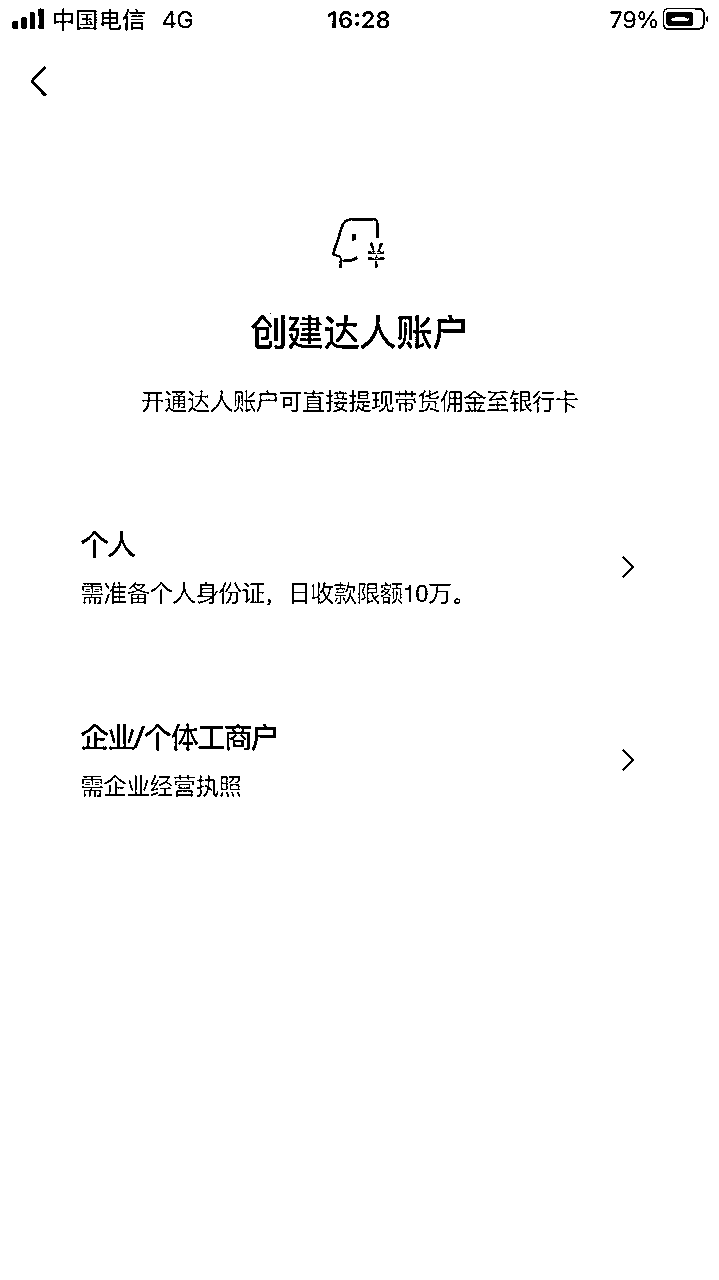 中国电信 4G 16:28 79%
创建达人账户
开通达人账户可直接提现带货佣金至银行卡
个人
需准备个人身份证，日收款限额10万。
企业/个体工商户
需企业经营执照